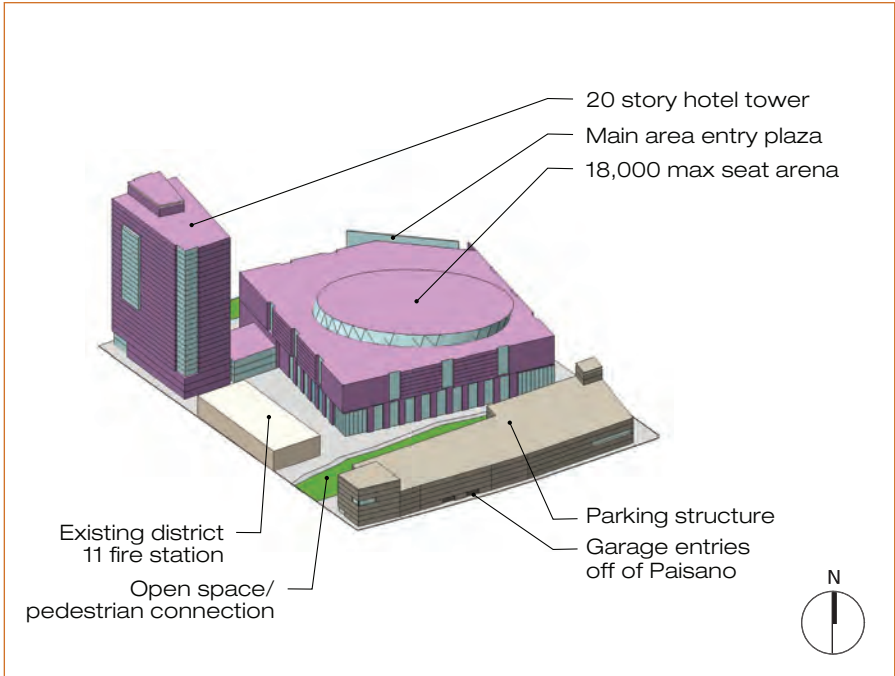 20 story hotel tower
Main area entry plaza
18,000 max seat arena
Existing district
11 fire station
Open space/
pedestrian connection
Parking structure
Garage entries
off of Paisano
N